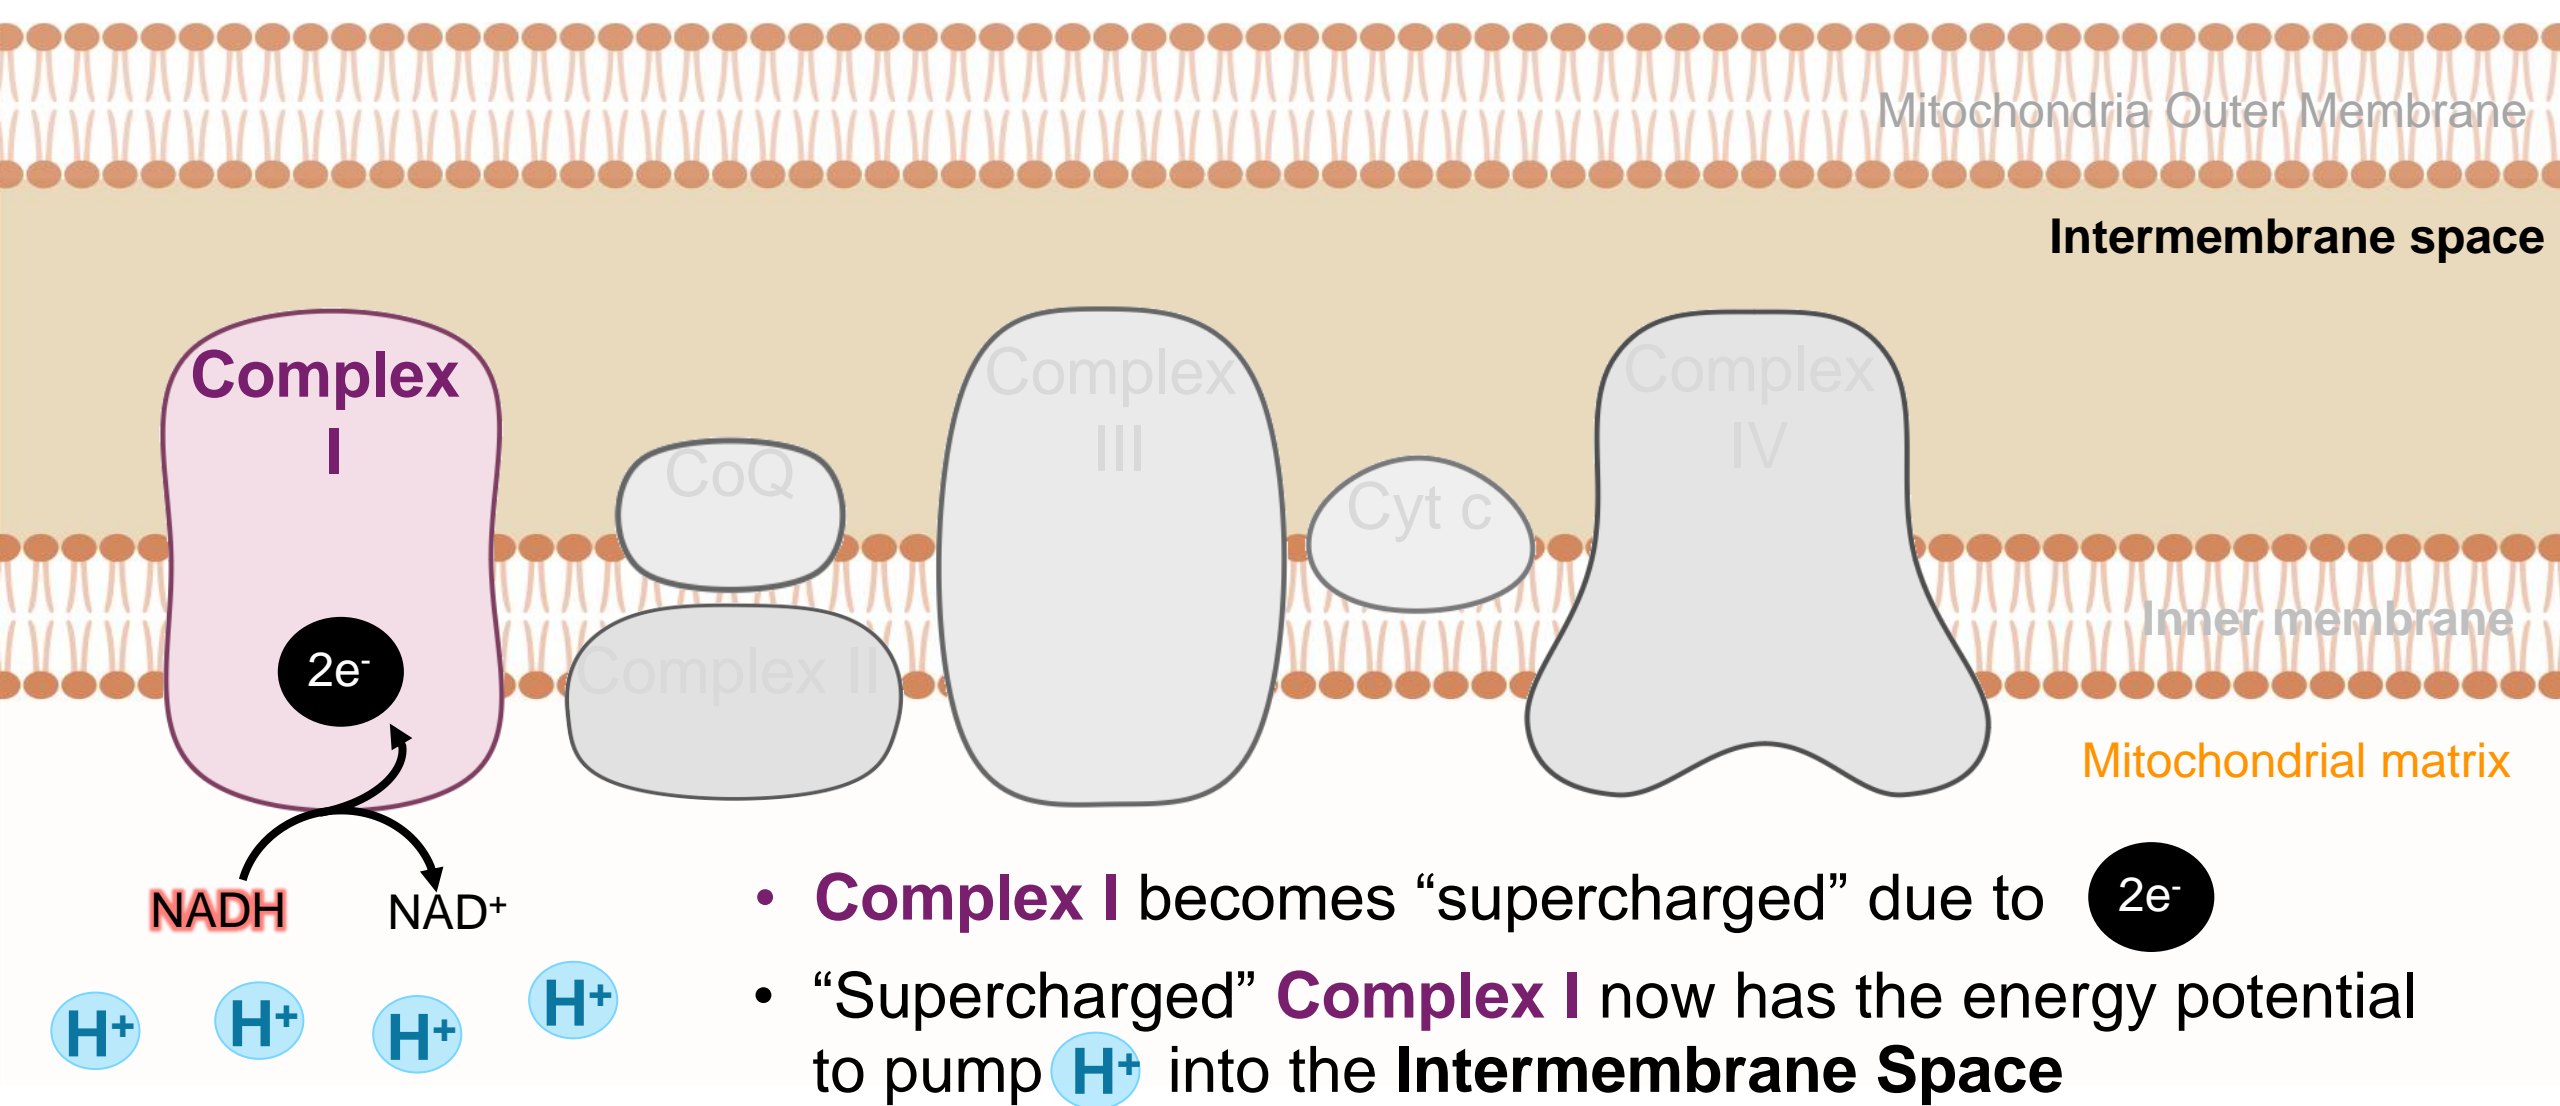 Mitochondria Outer Membrane
Intermembrane space
Complex
I
CoQ
Complex
III
Cyt c
Complex
IV
Complex II
Inner membrane
2e⁻
Mitochondrial matrix
NADH
NAD⁺
H⁺
H⁺
H⁺
H⁺
• Complex I becomes “supercharged” due to 2e⁻
• “Supercharged” Complex I now has the energy potential
to pump H⁺ into the Intermembrane Space